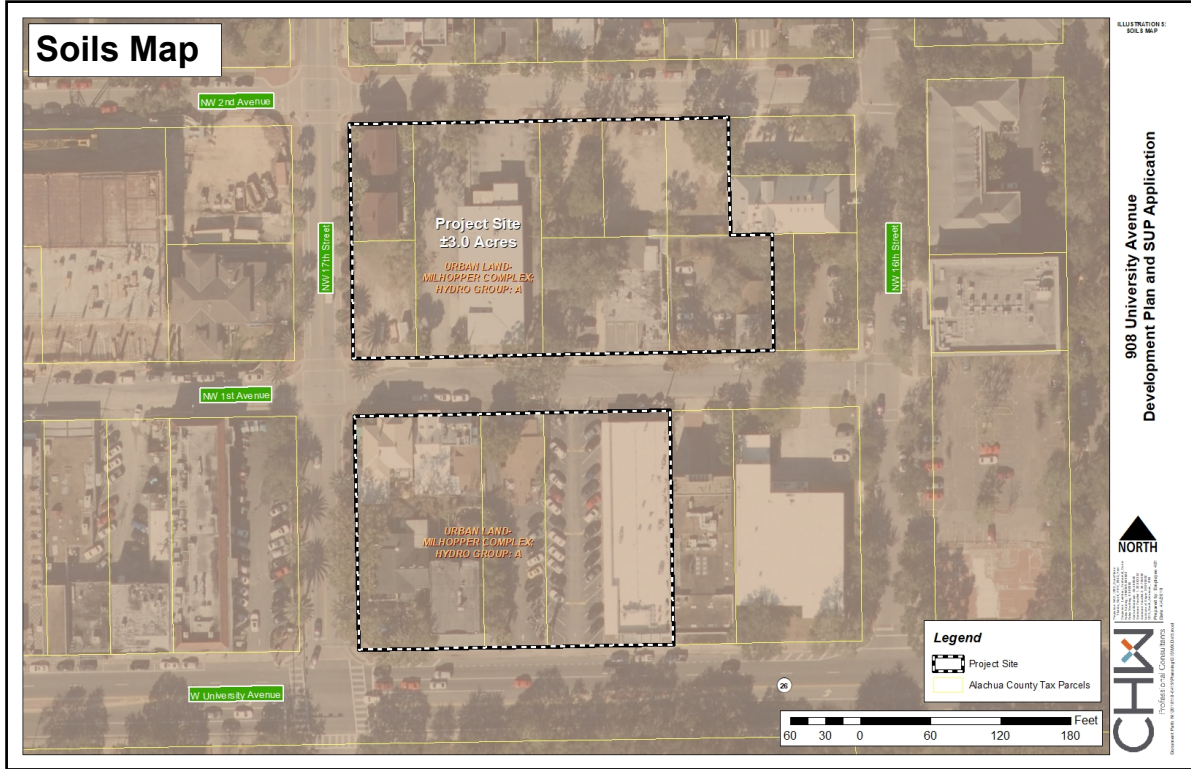 Soils Map
ILLUSTRATION 5:
SOILS MAP
NW 2nd Avenue
NW 17th Street
Project Site
±3.0 Acres
URBAN LAND-
MILHOPPER COMPLEX
HYDRO GROUP: A
NW 16th Street
908 University Avenue
Development Plan and SUP Application
NW 1st Avenue
URBAN LAND-
MILHOPPER COMPLEX
HYDRO GROUP: A
NORTH
W University Avenue
26
Legend
Project Site
Alachua County Tax Parcels
60 30 0 60 120 180 Feet
CHW
Professional Consultants